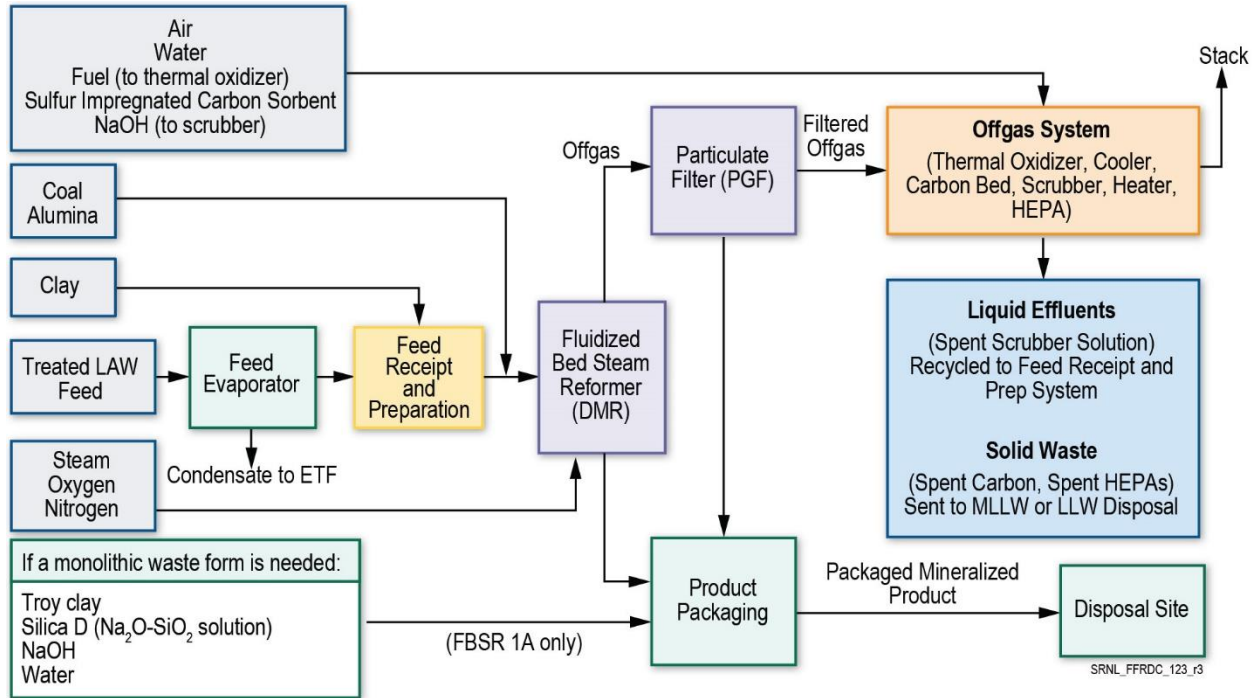 Air
Water
Fuel (to thermal oxidizer)
Sulfur Impregnated Carbon Sorbent
NaOH (to scrubber)
Stack
Coal
Alumina
Offgas
Particulate
Filter (PGF)
Filtered
Offgas
Offgas System
(Thermal Oxidizer, Cooler,
Carbon Bed, Scrubber, Heater,
HEPA)
Clay
Treated LAW
Feed
Feed
Evaporator
Feed
Receipt
and
Preparation
Fluidized
Bed Steam
Reformer
(DMR)
Liquid Effluents
(Spent Scrubber Solution)
Recycled to Feed Receipt and
Prep System
Solid Waste
(Spent Carbon, Spent HEPAs)
Sent to MLLW or LLW Disposal
Steam
Oxygen
Nitrogen
Condensate to ETF
If a monolithic waste form is needed:
Troy clay
Silica D (Na₂O-SiO₂ solution)
NaOH
Water
(FBSR 1A only)
Product
Packaging
Packaged Mineralized
Product
Disposal Site
SRNL_FFRDC_123_r3